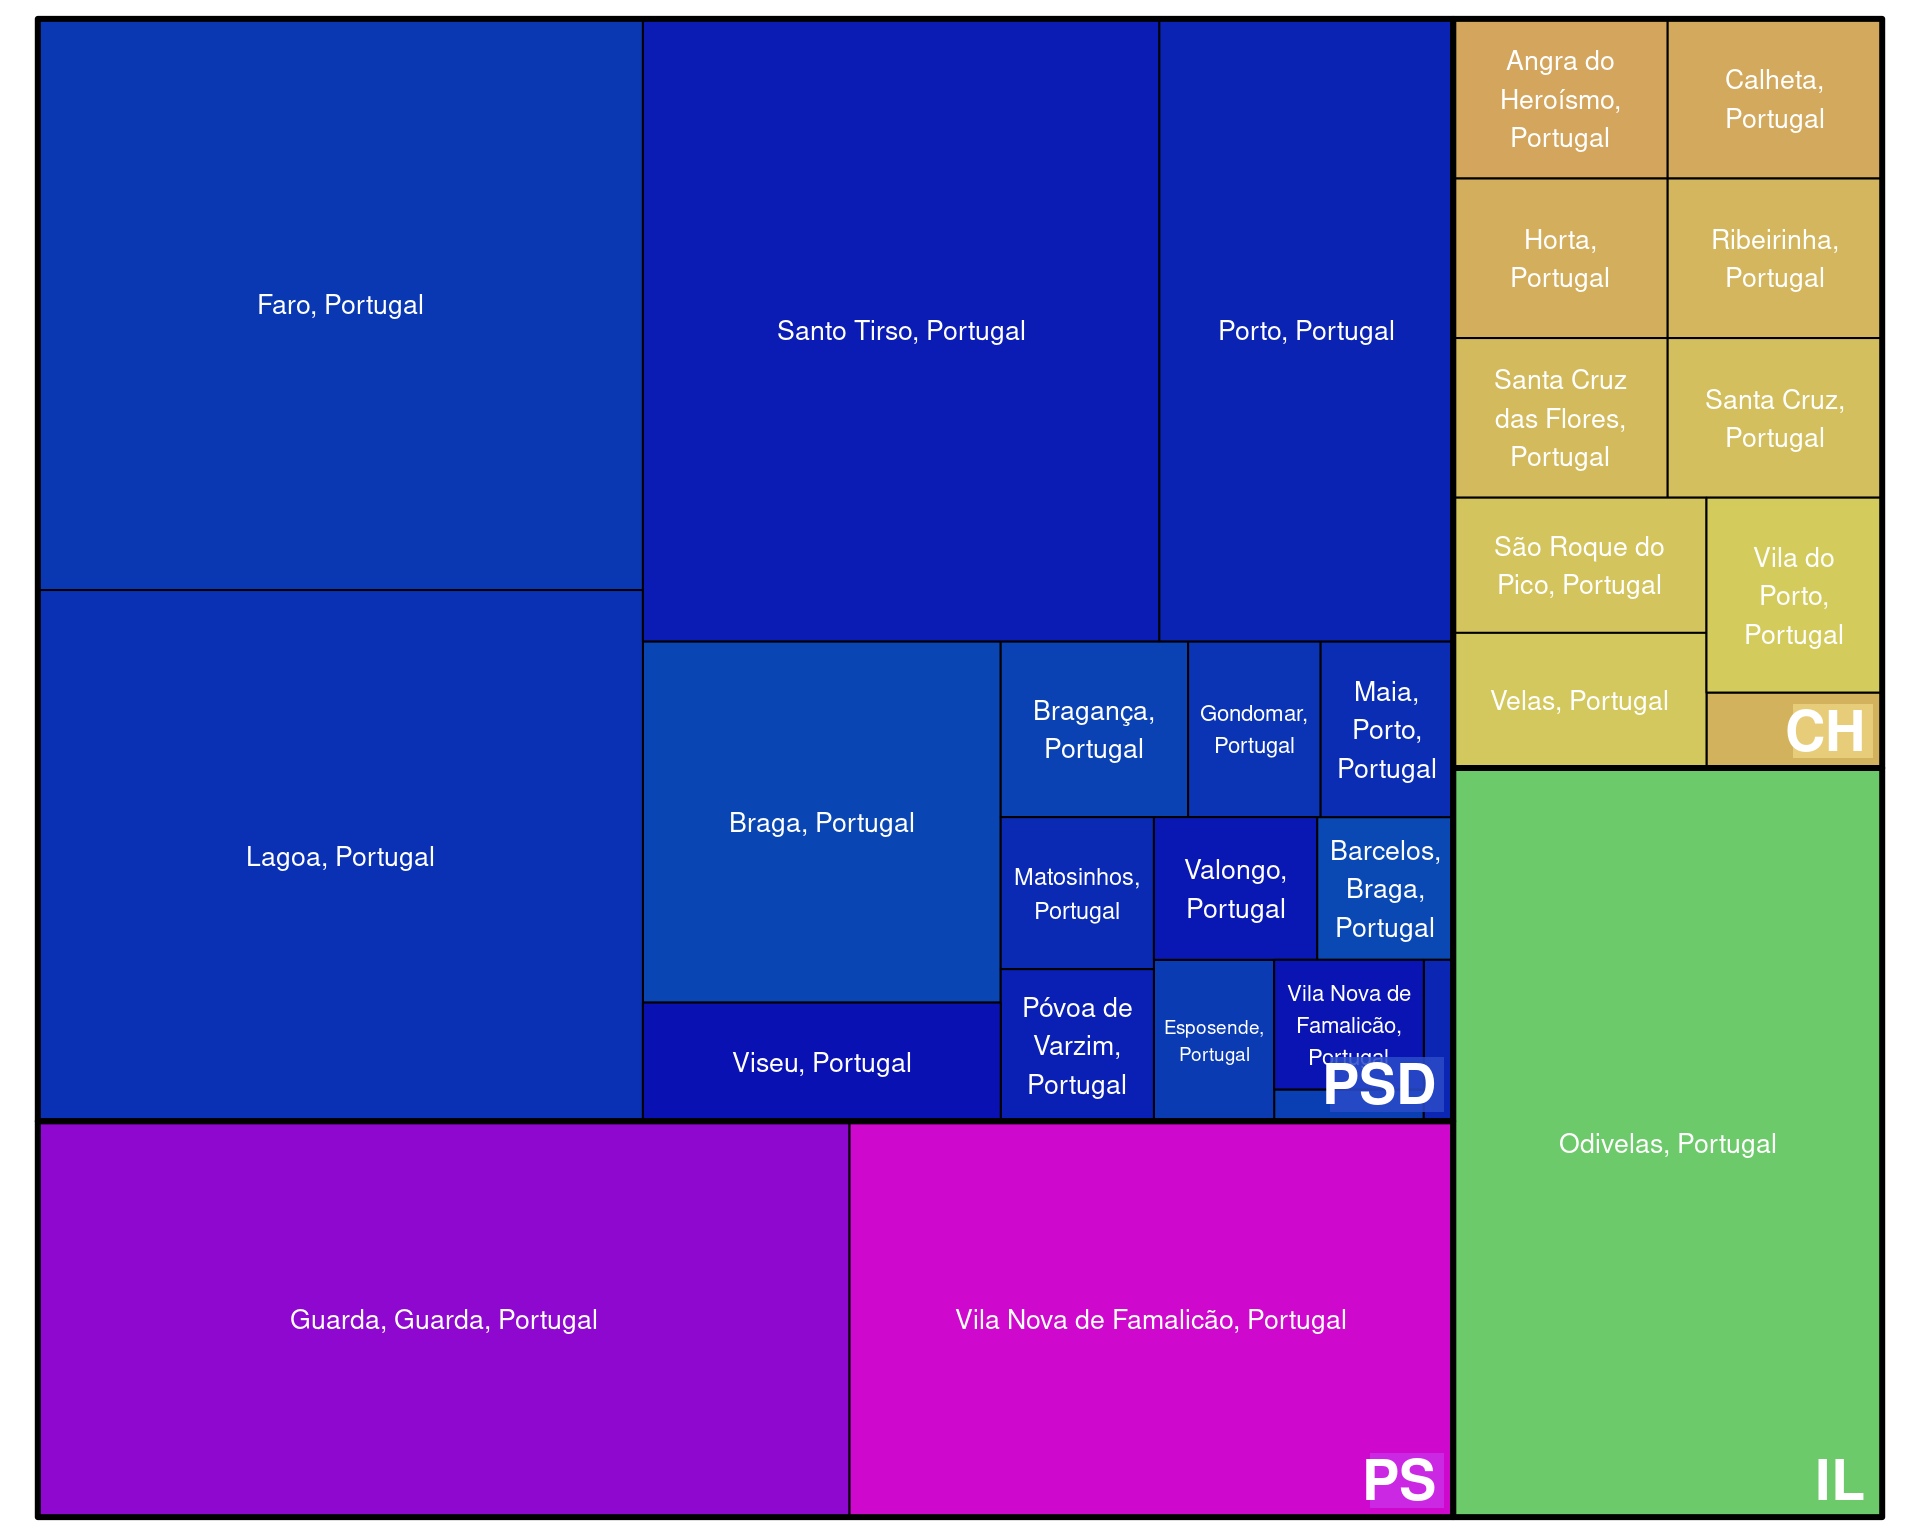 Faro, Portugal
Lagoa, Portugal
Santo Tirso, Portugal
Porto, Portugal
Braga, Portugal
Viseu, Portugal
Bragança,
Portugal
Gondomar,
Portugal
Maia,
Porto,
Portugal
Matosinhos,
Portugal
Valongo,
Portugal
Barcelos,
Braga,
Portugal
Póvoa de
Varzim,
Portugal
Esposende,
Portugal
Vila Nova de
Famalicão,
Portugal
PSD
Guarda, Guarda, Portugal
Vila Nova de Famalicão, Portugal
PS
Angra do
Heroísmo,
Portugal
Calheta,
Portugal
Horta,
Portugal
Ribeirinha,
Portugal
Santa Cruz
das Flores,
Portugal
Santa Cruz,
Portugal
São Roque do
Pico, Portugal
Vila do
Porto,
Portugal
Velas, Portugal
CH
Odivelas, Portugal
IL